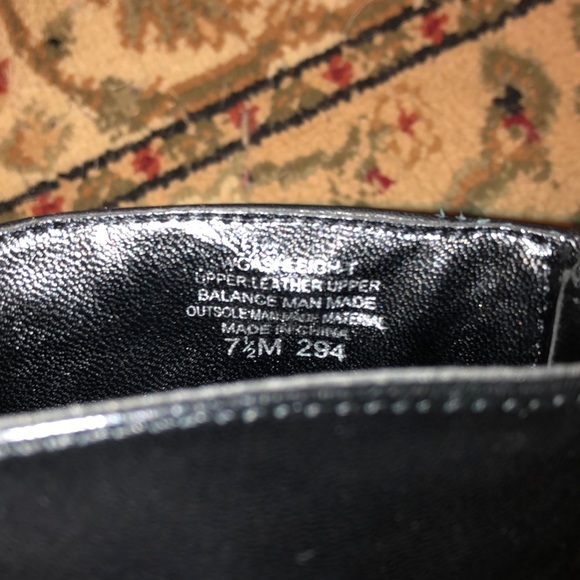 UPPER:LEATHER UPPER
BALANCE MAN MADE
OUTSOLE:MAN MADE MATERIAL
MADE IN CHINA
7½M 294